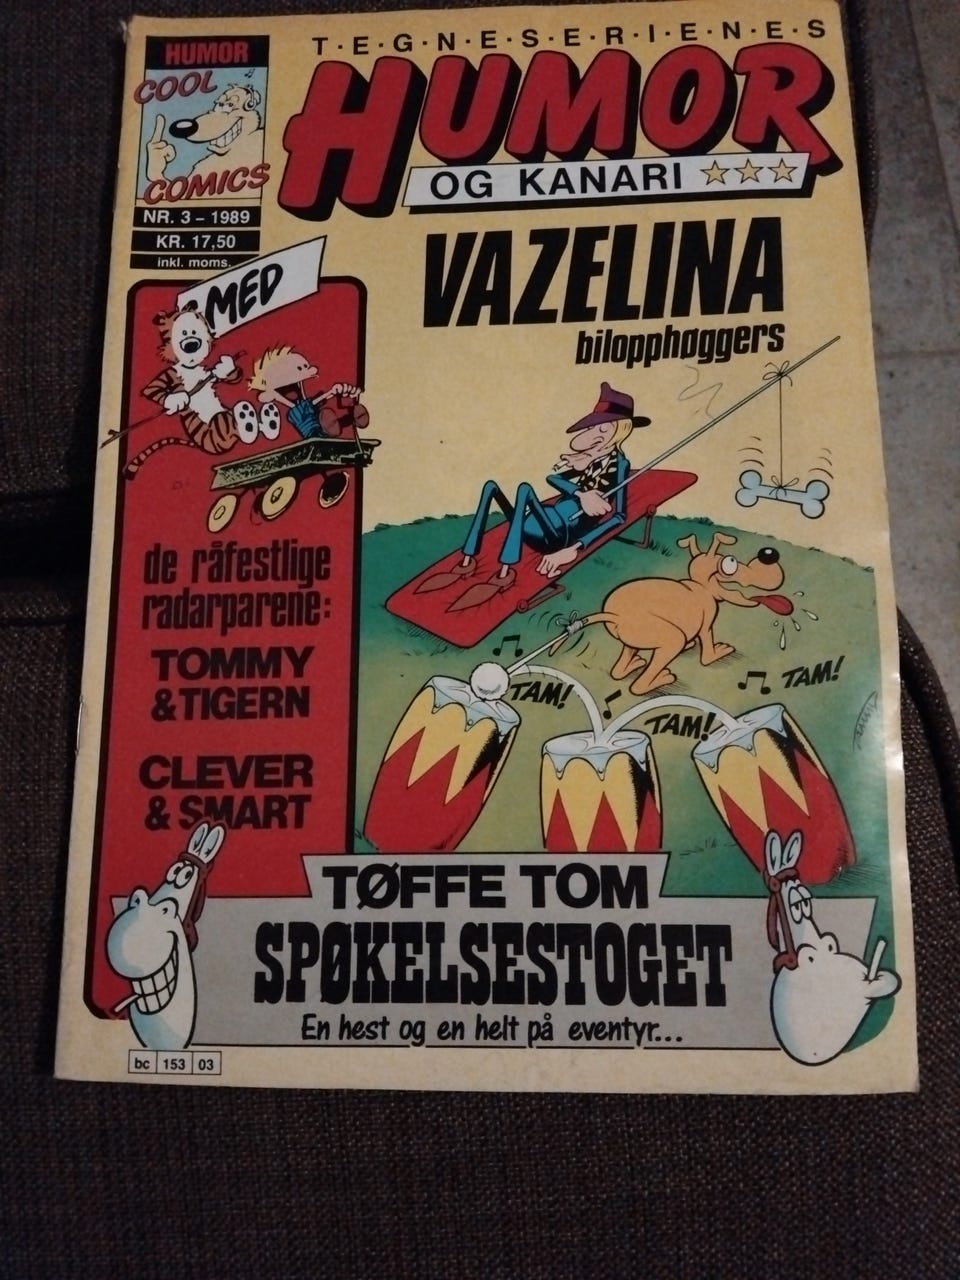 HUMOR
COOL
COMICS
NR. 3 - 1989
KR. 17,50
inkl. moms.
T·E·G·N·E·S·E·R·I·E·N·E·S
HUMOR
OG KANARI
VAZELINA
bilopphøggers
MED
de råfestlige
radarparene:
TOMMY
& TIGERN
CLEVER
& SMART
TAM!
TAM!
TAM!
TØFFE TOM
SPØKELSESTOGET
En hest og en helt på eventyr...
bc 153 03